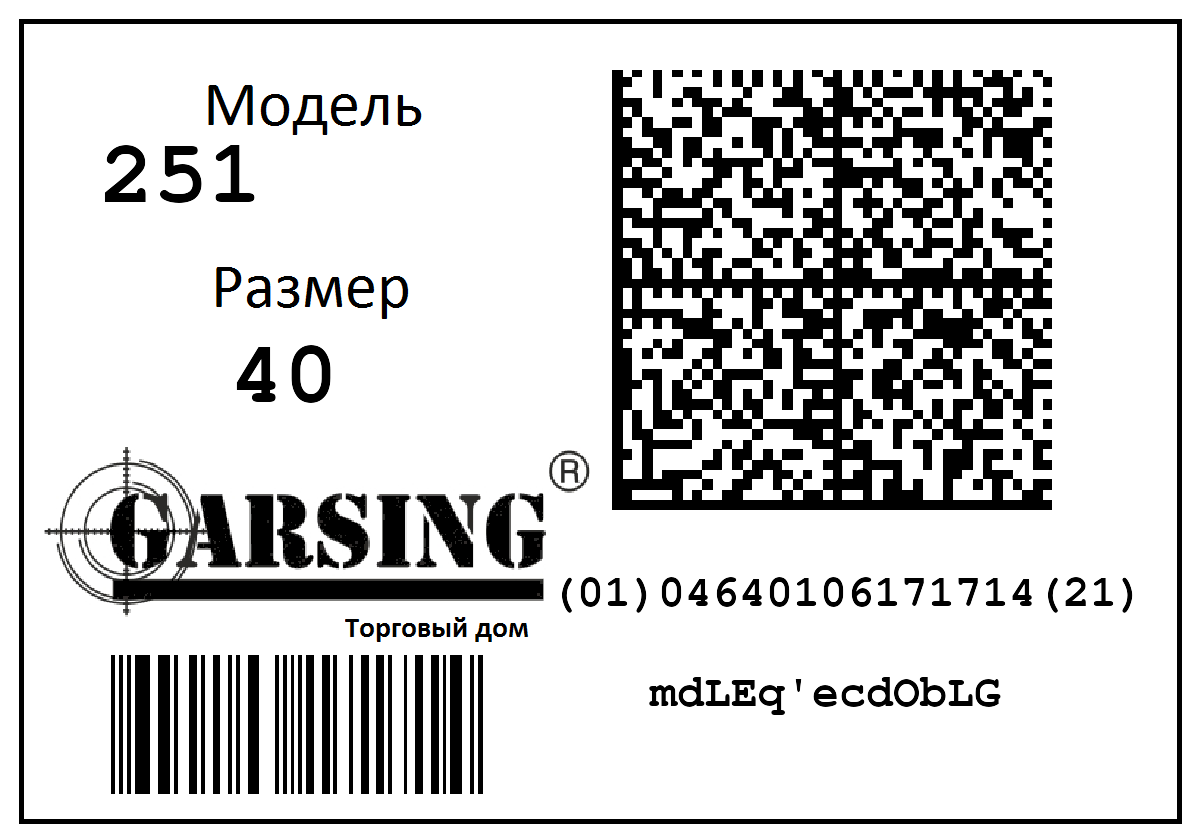 Модель
251
Размер
40
GARSING®
Торговый дом
(01)04640106171714(21)
mdLEq'ecdObLG